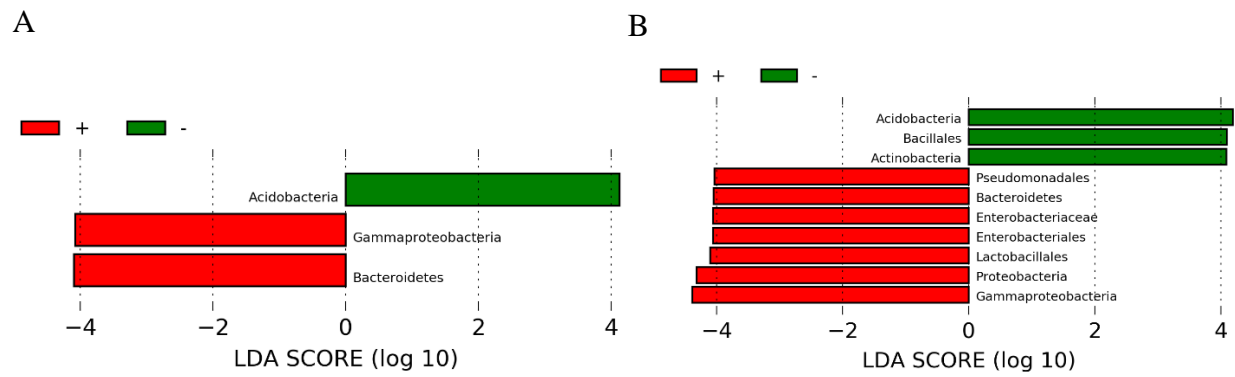 A
+ -
Acidobacteria
Gammaproteobacteria
Bacteroidetes
−4 −2 0 2 4
LDA SCORE (log 10)
B
+ -
Acidobacteria
Bacillales
Actinobacteria
Pseudomonadales
Bacteroidetes
Enterobacteriaceae
Enterobacteriales
Lactobacillales
Proteobacteria
Gammaproteobacteria
−4 −2 0 2 4
LDA SCORE (log 10)